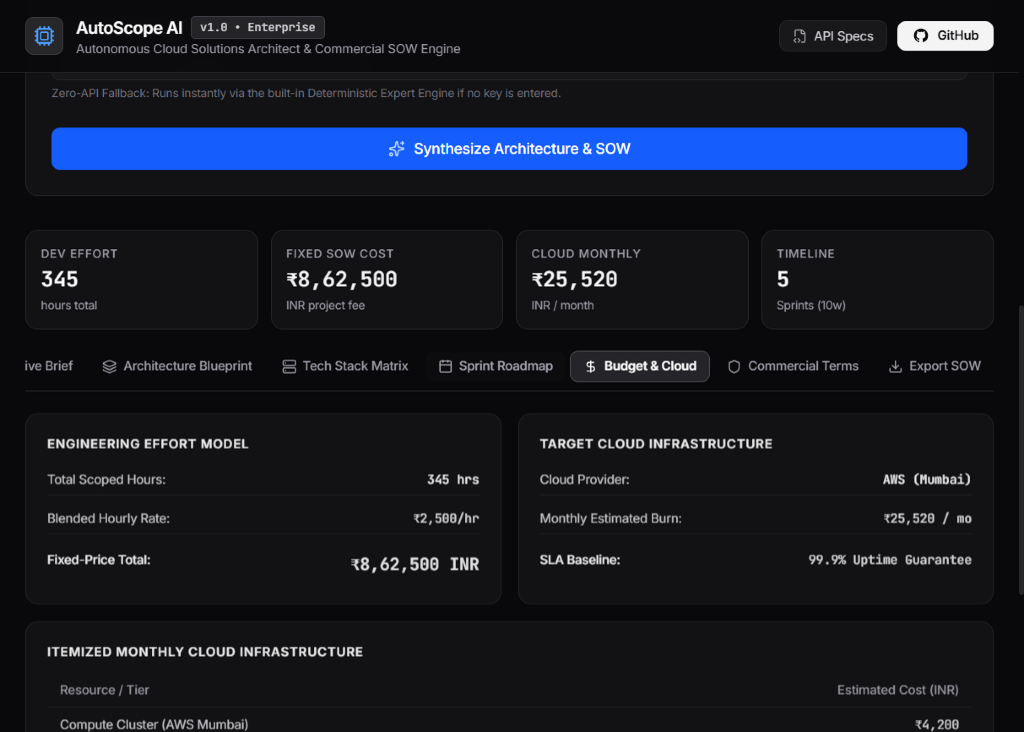 AutoScope AI v1.0 • Enterprise
Autonomous Cloud Solutions Architect & Commercial SOW Engine
API Specs
GitHub
Zero-API Fallback: Runs instantly via the built-in Deterministic Expert Engine if no key is entered.
Synthesize Architecture & SOW
DEV EFFORT
345
hours total
FIXED SOW COST
₹8,62,500
INR project fee
CLOUD MONTHLY
₹25,520
INR / month
TIMELINE
5
Sprints (10w)
ive Brief
Architecture Blueprint
Tech Stack Matrix
Sprint Roadmap
Budget & Cloud
Commercial Terms
Export SOW
ENGINEERING EFFORT MODEL
Total Scoped Hours: 345 hrs
Blended Hourly Rate: ₹2,500/hr
Fixed-Price Total: ₹8,62,500 INR
TARGET CLOUD INFRASTRUCTURE
Cloud Provider: AWS (Mumbai)
Monthly Estimated Burn: ₹25,520 / mo
SLA Baseline: 99.9% Uptime Guarantee
ITEMIZED MONTHLY CLOUD INFRASTRUCTURE
Resource / Tier Estimated Cost (INR)
Compute Cluster (AWS Mumbai) ₹4,200